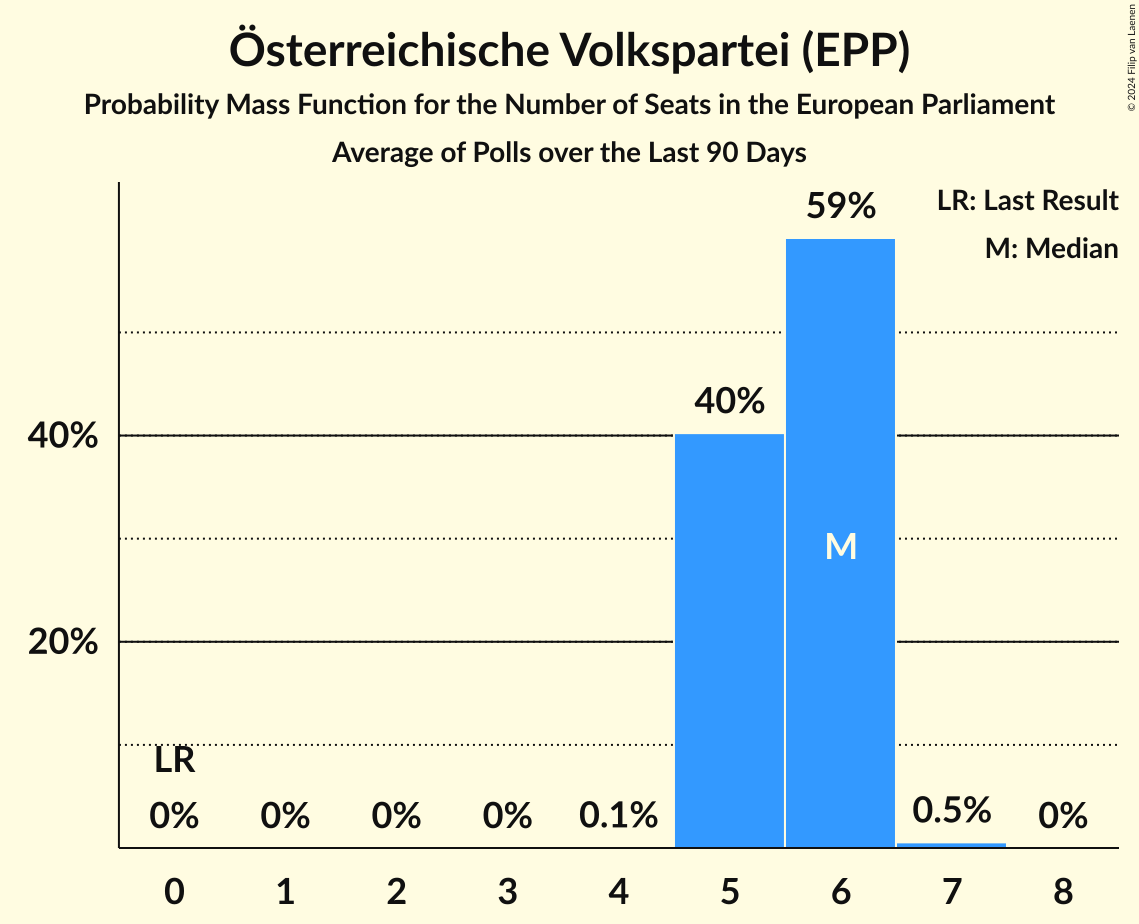 Österreichische Volkspartei (EPP)
Probability Mass Function for the Number of Seats in the European Parliament
Average of Polls over the Last 90 Days
© 2024 Filip van Laenen
LR: Last Result
M: Median
59%
40%
40%
M
20%
LR
0% 0% 0% 0% 0.1% 0.5% 0%
0 1 2 3 4 5 6 7 8